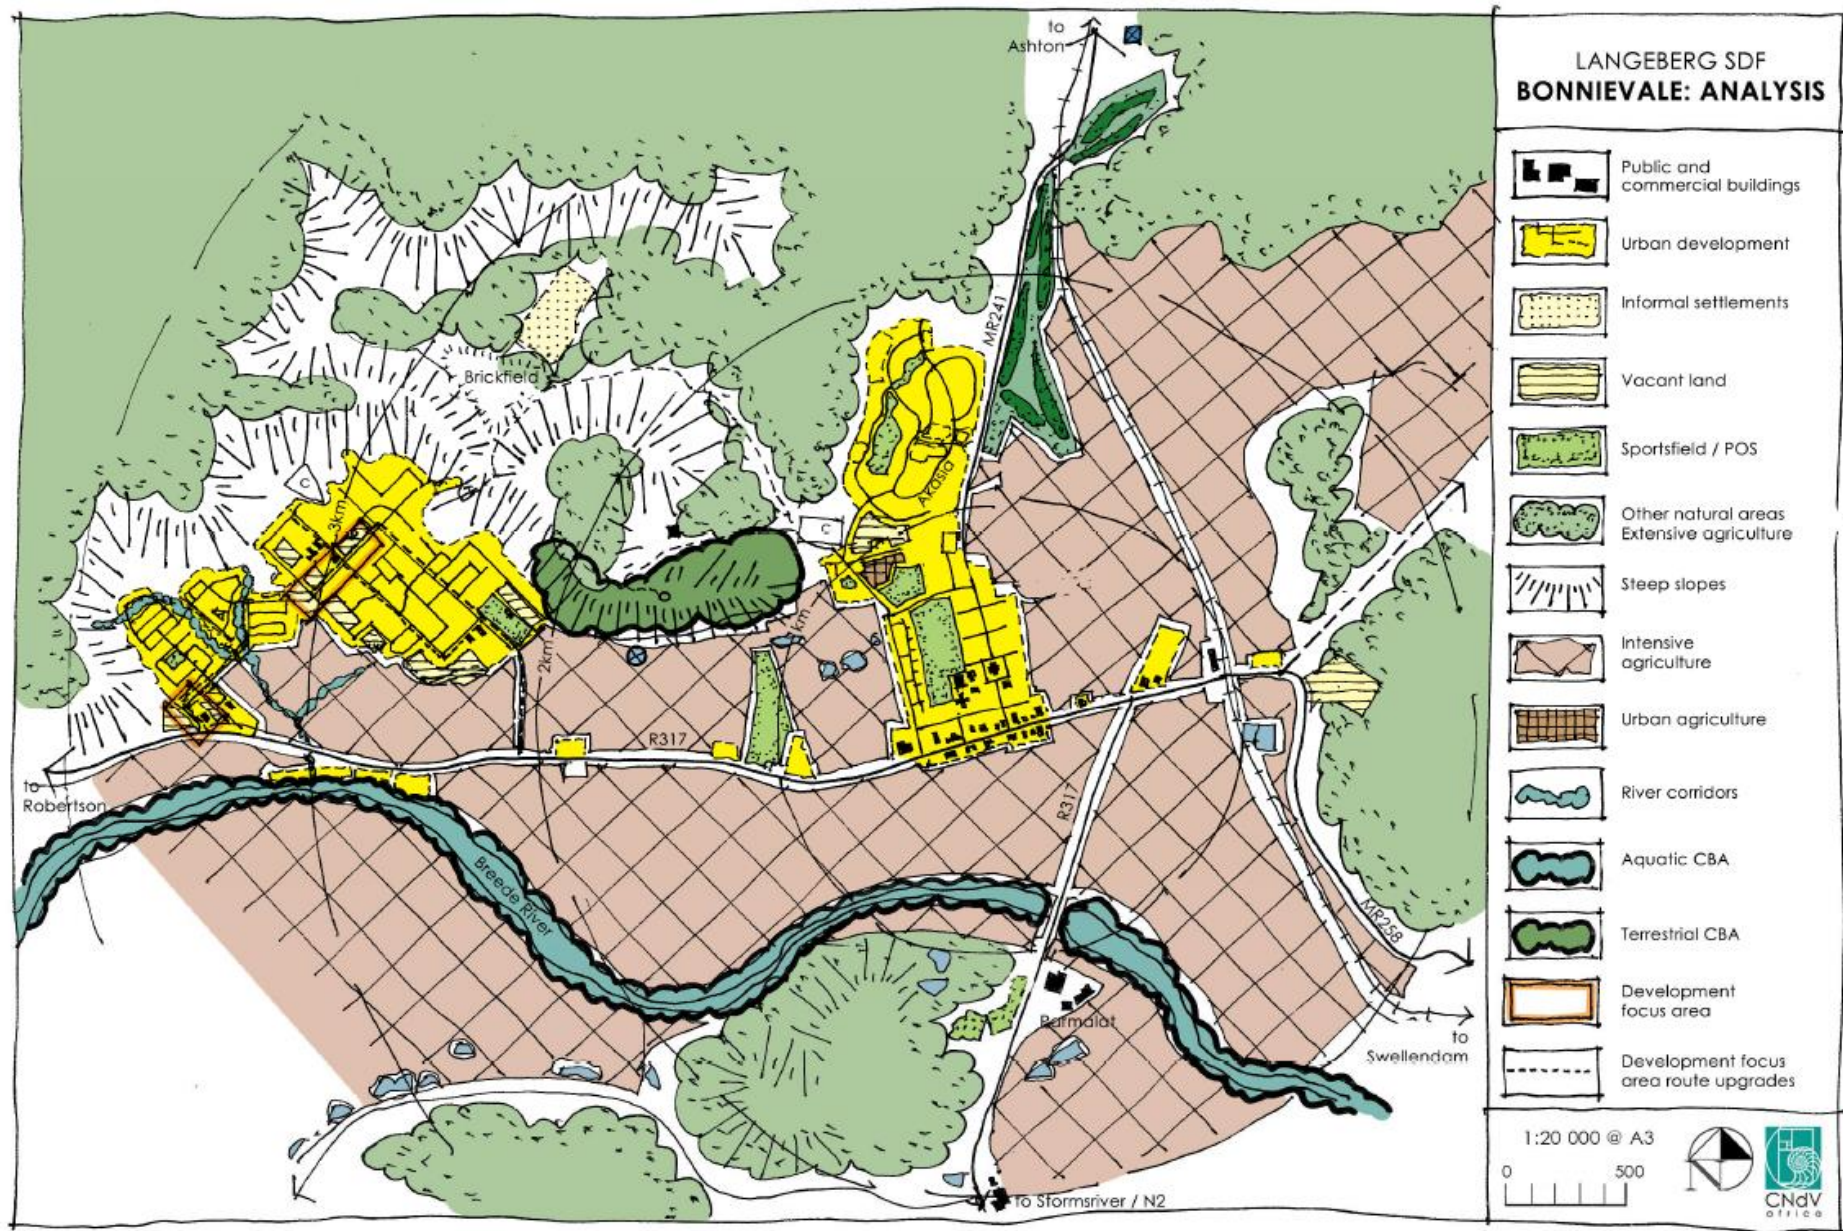 to
Ashton
MR241
Brickfield
Akasia
C
C
3km
2km
km
R317
R317
to
Robertson
Breede River
MR258
Parmalat
to
Swellendam
to Stormsriver / N2
LANGEBERG SDF
BONNIEVALE: ANALYSIS
Public and
commercial buildings
Urban development
Informal settlements
Vacant land
Sportsfield / POS
Other natural areas
Extensive agriculture
Steep slopes
Intensive
agriculture
Urban agriculture
River corridors
Aquatic CBA
Terrestrial CBA
Development
focus area
Development focus
area route upgrades
1:20 000 @ A3
0 500
N
CNdV
africa